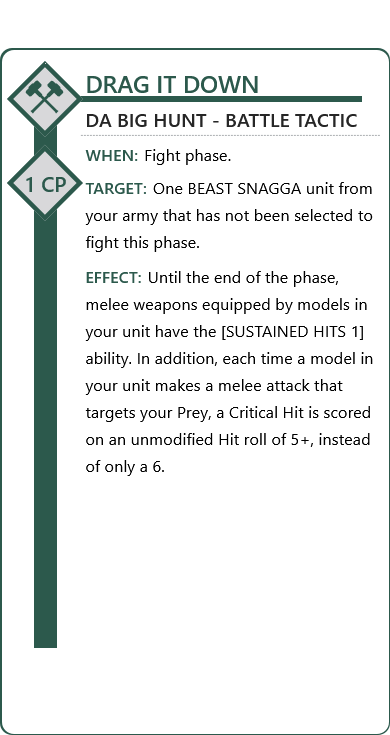 DRAG IT DOWN
DA BIG HUNT - BATTLE TACTIC
1 CP
WHEN: Fight phase.
TARGET: One BEAST SNAGGA unit from
your army that has not been selected to
fight this phase.
EFFECT: Until the end of the phase,
melee weapons equipped by models in
your unit have the [SUSTAINED HITS 1]
ability. In addition, each time a model in
your unit makes a melee attack that
targets your Prey, a Critical Hit is scored
on an unmodified Hit roll of 5+, instead
of only a 6.